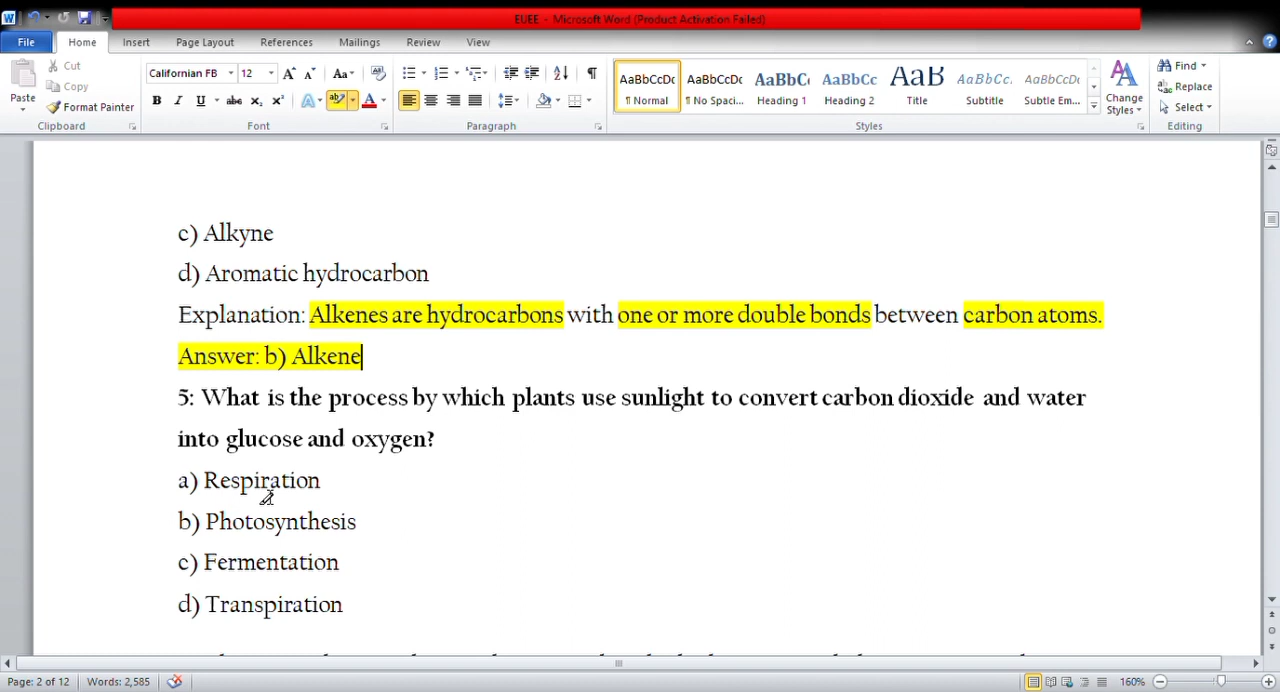 EUEE - Microsoft Word (Product Activation Failed)
File Home Insert Page Layout References Mailings Review View
Paste
Cut
Copy
Format Painter
Clipboard
Californian FB 12
Font
Paragraph
AaBbCcDc AaBbCcDc AaBbC AaBbCc AaB AaBbCc. AaBbCcDc
¶ Normal ¶ No Spaci... Heading 1 Heading 2 Title Subtitle Subtle Em...
Change Styles
Styles
Find
Replace
Select
Editing
c) Alkyne
d) Aromatic hydrocarbon
Explanation: Alkenes are hydrocarbons with one or more double bonds between carbon atoms.
Answer: b) Alkene
5: What is the process by which plants use sunlight to convert carbon dioxide and water
into glucose and oxygen?
a) Respiration
b) Photosynthesis
c) Fermentation
d) Transpiration
Page: 2 of 12 Words: 2,585 160%